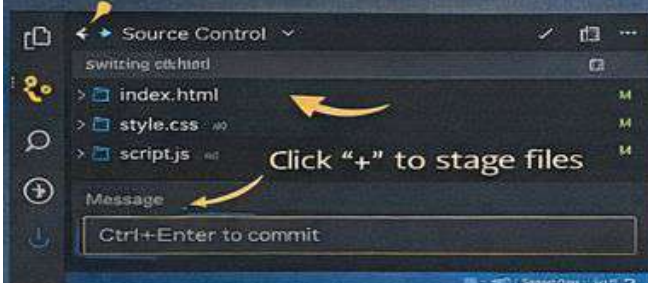 Source Control
index.html M
style.css M
script.js M
Click “+” to stage files
Message
Ctrl+Enter to commit